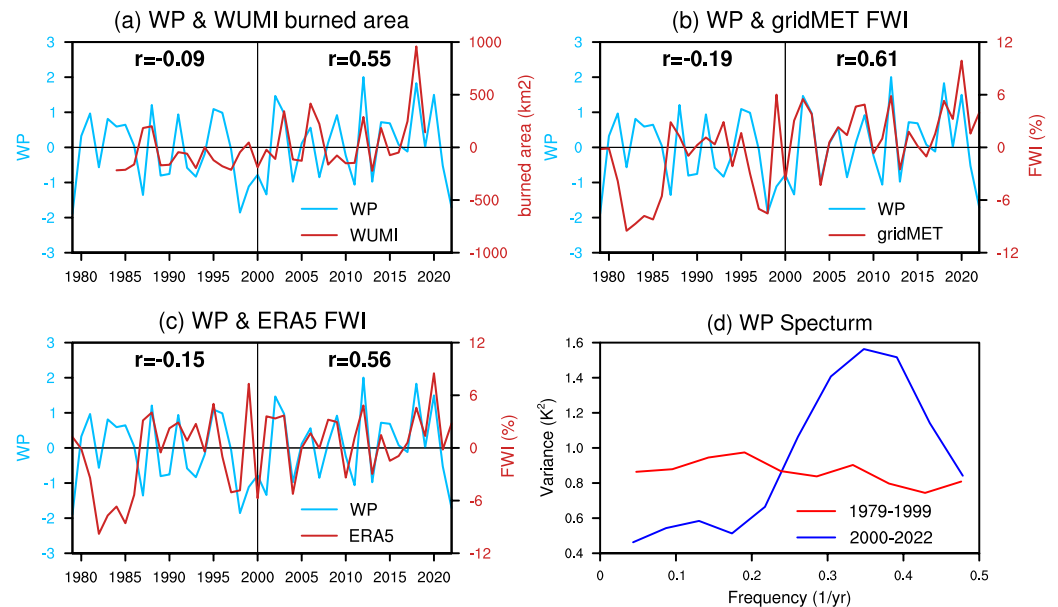 (a) WP & WUMI burned area
r=-0.09
r=0.55
3
2
1
0
-1
-2
-3
WP
1000
500
0
-500
-1000
burned area (km2)
WP
WUMI
1980 1985 1990 1995 2000 2005 2010 2015 2020
(b) WP & gridMET FWI
r=-0.19
r=0.61
3
2
1
0
-1
-2
-3
WP
12
6
0
-6
-12
FWI (%)
WP
gridMET
1980 1985 1990 1995 2000 2005 2010 2015 2020
(c) WP & ERA5 FWI
r=-0.15
r=0.56
3
2
1
0
-1
-2
-3
WP
12
6
0
-6
-12
FWI (%)
WP
ERA5
1980 1985 1990 1995 2000 2005 2010 2015 2020
(d) WP Specturm
1.6
1.4
1.2
1.0
0.8
0.6
0.4
Variance (K²)
1979-1999
2000-2022
0 0.1 0.2 0.3 0.4 0.5
Frequency (1/yr)